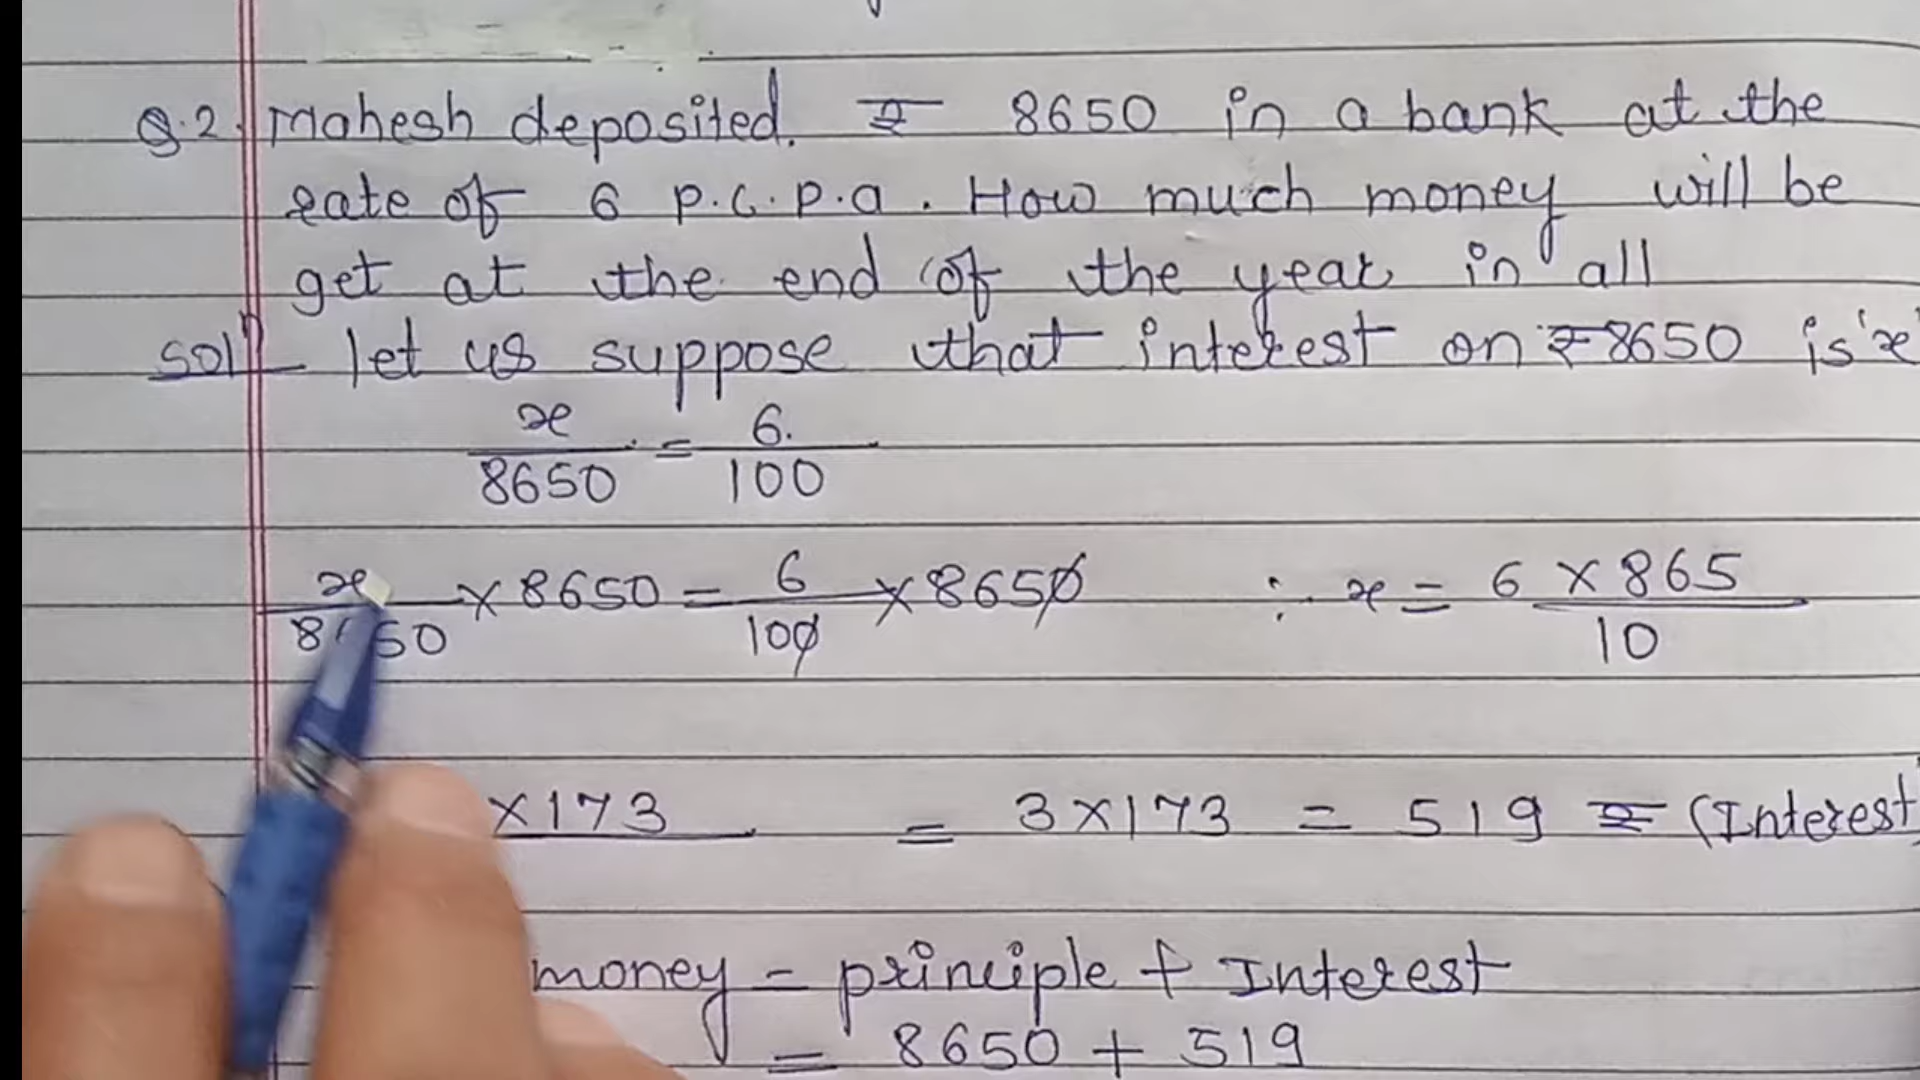 Q.2. Mahesh deposited. ₹ 8650 in a bank at the
rate of 6 p.c.p.a. How much money will be
get at the end of the year in all
Solⁿ let us suppose that interest on ₹8650 is 'x'
x/8650 = 6/100
x/8650 × 8650 = 6/100 × 8650 ∴ x = 6 × 865/10
×173 = 3×173 = 519 ₹ (Interest)
money = principle + Interest
= 8650 + 519